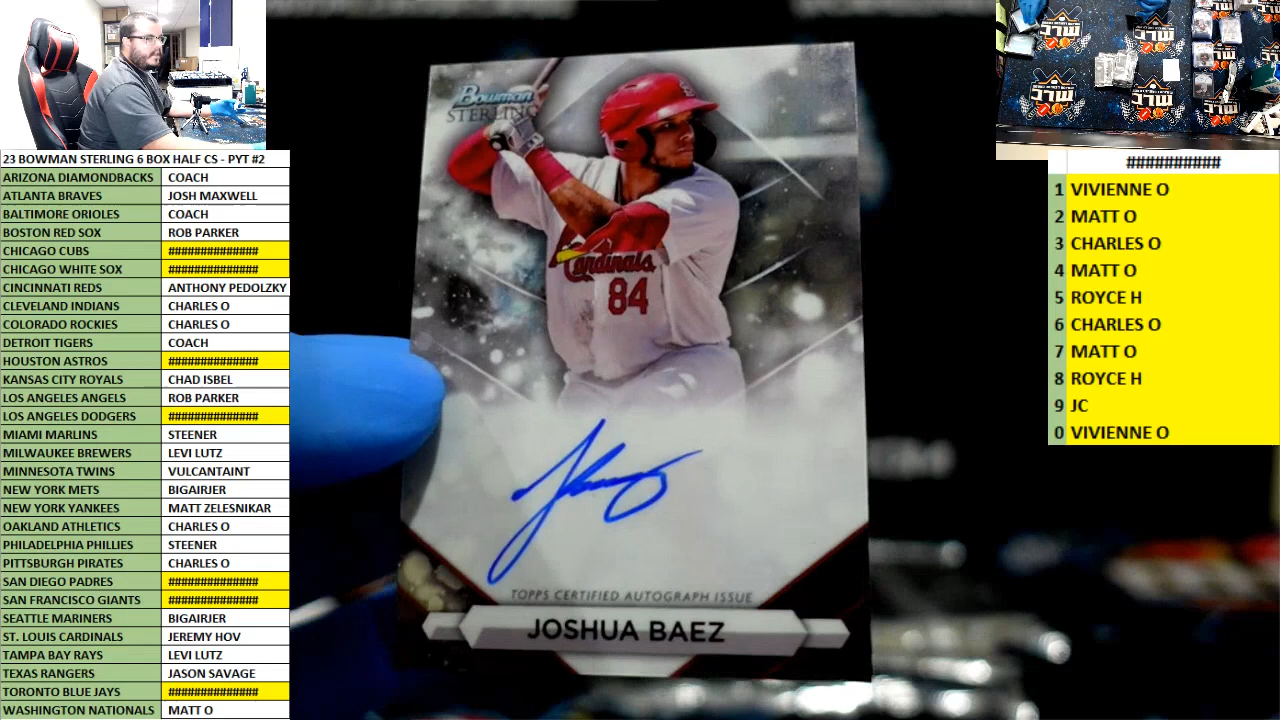 23 BOWMAN STERLING 6 BOX HALF CS - PYT #2
ARIZONA DIAMONDBACKS COACH
ATLANTA BRAVES JOSH MAXWELL
BALTIMORE ORIOLES COACH
BOSTON RED SOX ROB PARKER
CHICAGO CUBS ##############
CHICAGO WHITE SOX ##############
CINCINNATI REDS ANTHONY PEDOLZKY
CLEVELAND INDIANS CHARLES O
COLORADO ROCKIES CHARLES O
DETROIT TIGERS COACH
HOUSTON ASTROS ##############
KANSAS CITY ROYALS CHAD ISBEL
LOS ANGELES ANGELS ROB PARKER
LOS ANGELES DODGERS ##############
MIAMI MARLINS STEENER
MILWAUKEE BREWERS LEVI LUTZ
MINNESOTA TWINS VULCANTAINT
NEW YORK METS BIGAIRJER
NEW YORK YANKEES MATT ZELESNIKAR
OAKLAND ATHLETICS CHARLES O
PHILADELPHIA PHILLIES STEENER
PITTSBURGH PIRATES CHARLES O
SAN DIEGO PADRES ##############
SAN FRANCISCO GIANTS ##############
SEATTLE MARINERS BIGAIRJER
ST. LOUIS CARDINALS JEREMY HOV
TAMPA BAY RAYS LEVI LUTZ
TEXAS RANGERS JASON SAVAGE
TORONTO BLUE JAYS ##############
WASHINGTON NATIONALS MATT O
Bowman
STERLING
Cardinals
84
TOPPS CERTIFIED AUTOGRAPH ISSUE
JOSHUA BAEZ
##########
1 VIVIENNE O
2 MATT O
3 CHARLES O
4 MATT O
5 ROYCE H
6 CHARLES O
7 MATT O
8 ROYCE H
9 JC
0 VIVIENNE O